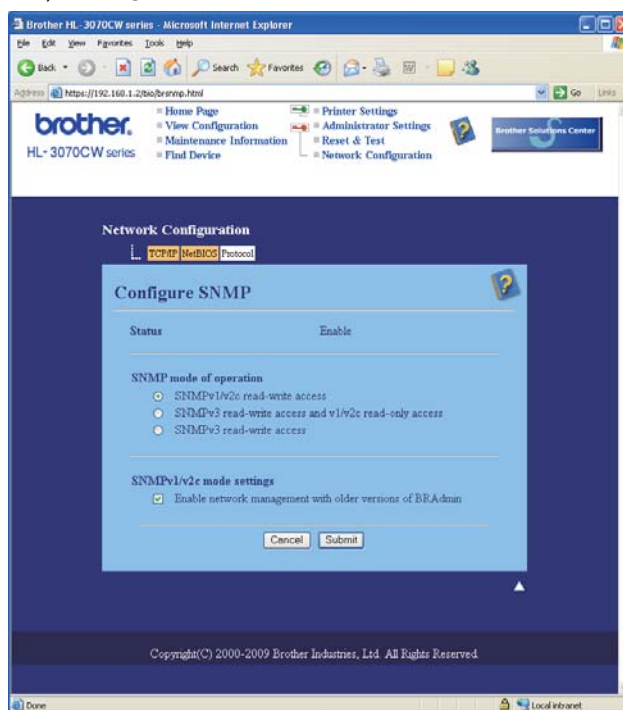 Brother HL-3070CW series - Microsoft Internet Explorer
File Edit View Favorites Tools Help
Back Search Favorites
Address https://192.168.1.2/bio/brsnmp.html Go Links
brother.
HL-3070CW series
Home Page
View Configuration
Maintenance Information
Find Device
Printer Settings
Administrator Settings
Reset & Test
Network Configuration
Brother Solutions Center
Network Configuration
TCP/IP NetBIOS Protocol
Configure SNMP
Status Enable
SNMP mode of operation
SNMPv1/v2c read-write access
SNMPv3 read-write access and v1/v2c read-only access
SNMPv3 read-write access
SNMPv1/v2c mode settings
Enable network management with older versions of BRAdmin
Cancel Submit
Copyright(C) 2000-2009 Brother Industries, Ltd. All Rights Reserved.
Done Local intranet